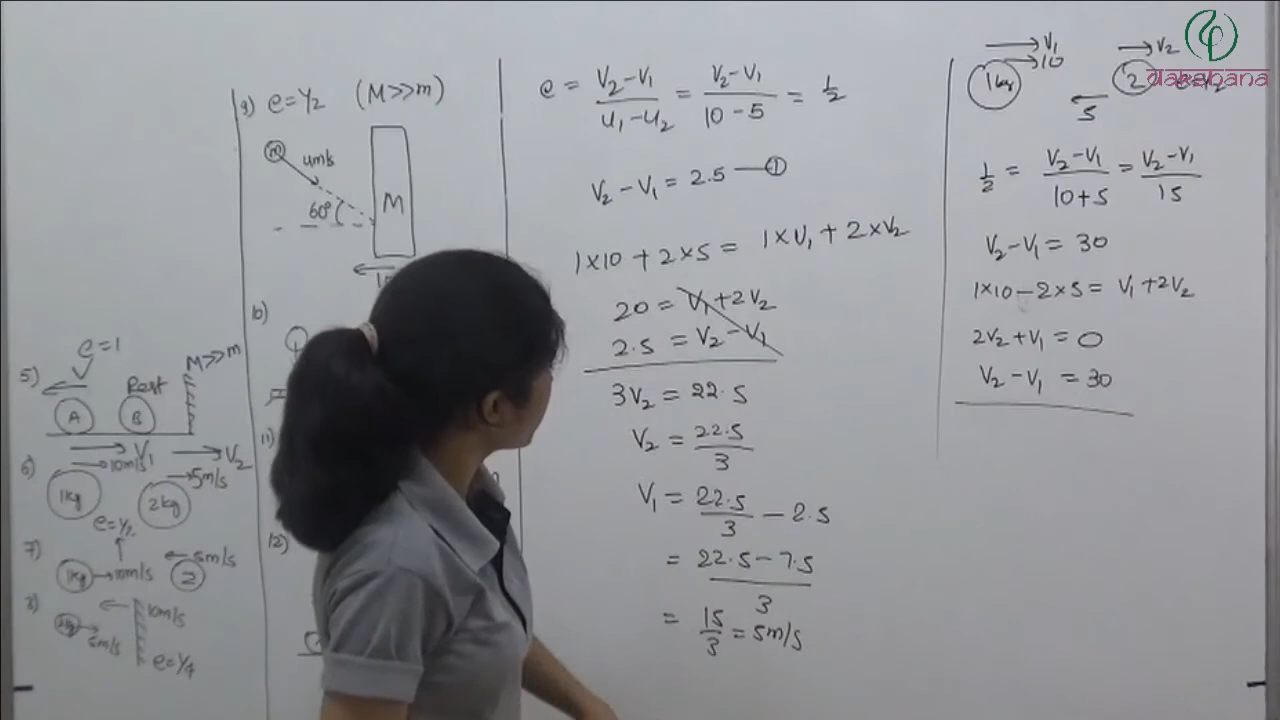 5) e=1
A
B
Rest
M>>m
V₁
V₂
6) 1kg
10m/s
2kg
5m/s
e=1/2
7) 1kg
10m/s
2
5m/s
8)
5m/s
10m/s
e=1/4
9) e=1/2 (M>>m)
m
um/s
60°
M
10)
11)
12)
e = V₂-V₁/u₁-u₂ = V₂-V₁/10-5 = 1/2
V₂-V₁ = 2.5 —①
1×10+2×5 = 1×V₁+2×V₂
20 = V₁+2V₂
2.5 = V₂-V₁
3V₂ = 22.5
V₂ = 22.5/3
V₁ = 22.5/3 - 2.5
= 22.5-7.5/3
= 15/3 = 5m/s
V₁
10
1kg
V₂
2
5
1/2 = V₂-V₁/10+5 = V₂-V₁/15
V₂-V₁ = 30
1×10-2×5 = V₁+2V₂
2V₂+V₁ = 0
V₂-V₁ = 30